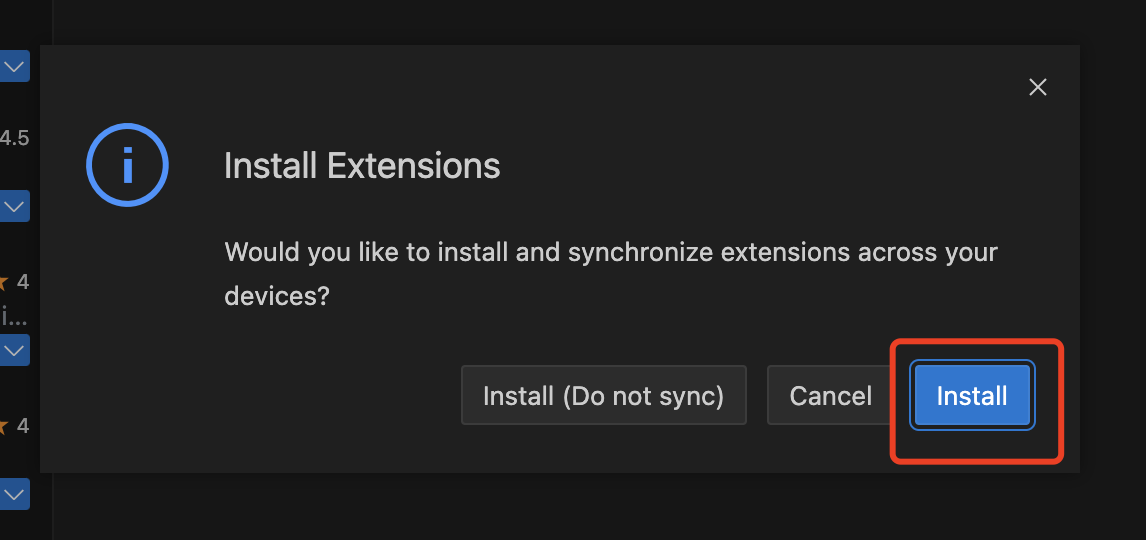 4.5
Install Extensions
Would you like to install and synchronize extensions across your
devices?
4
i...
Install (Do not sync)
Cancel
Install
4